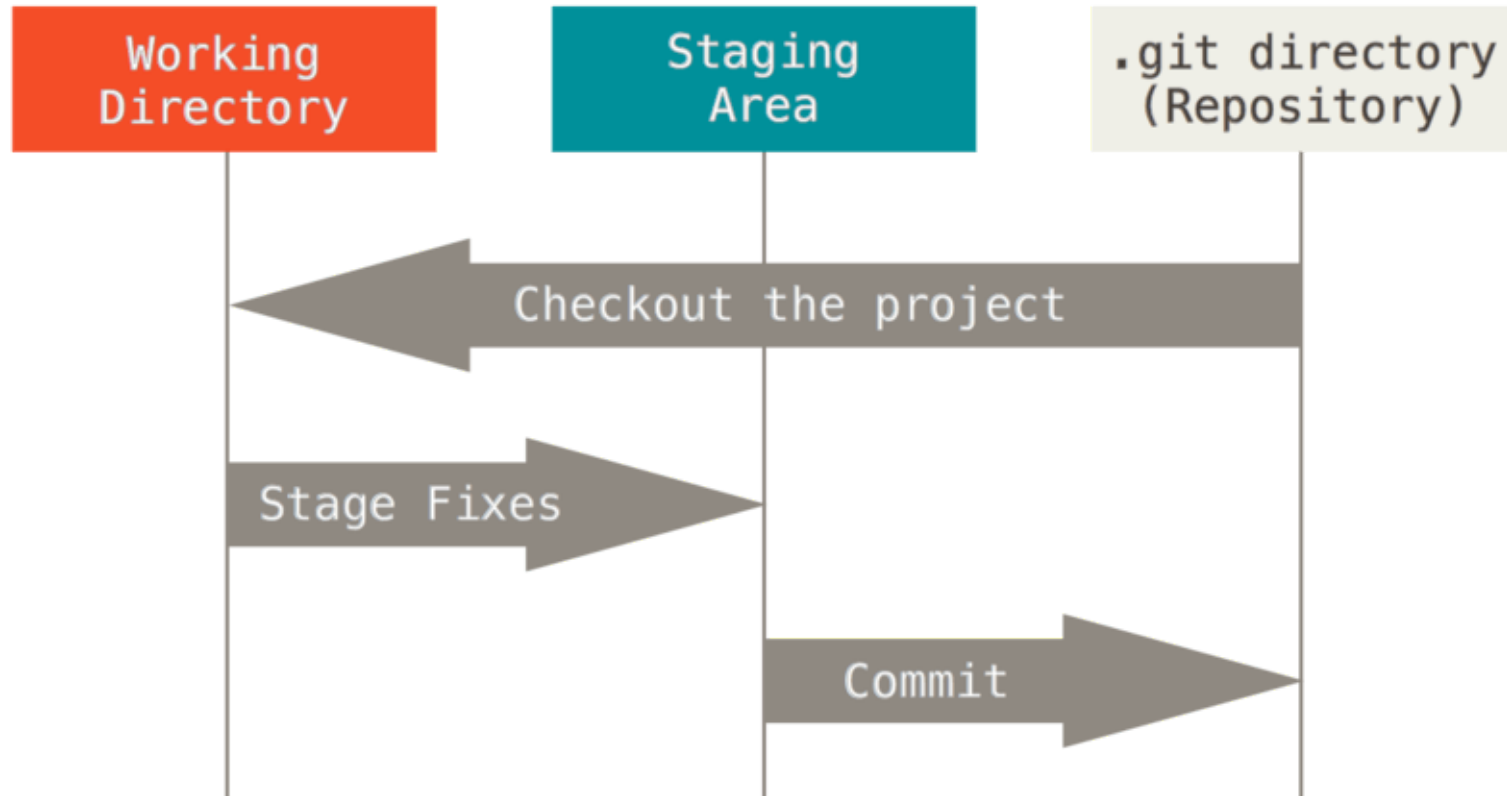 Working
Directory
Staging
Area
.git directory
(Repository)
Checkout the project
Stage Fixes
Commit